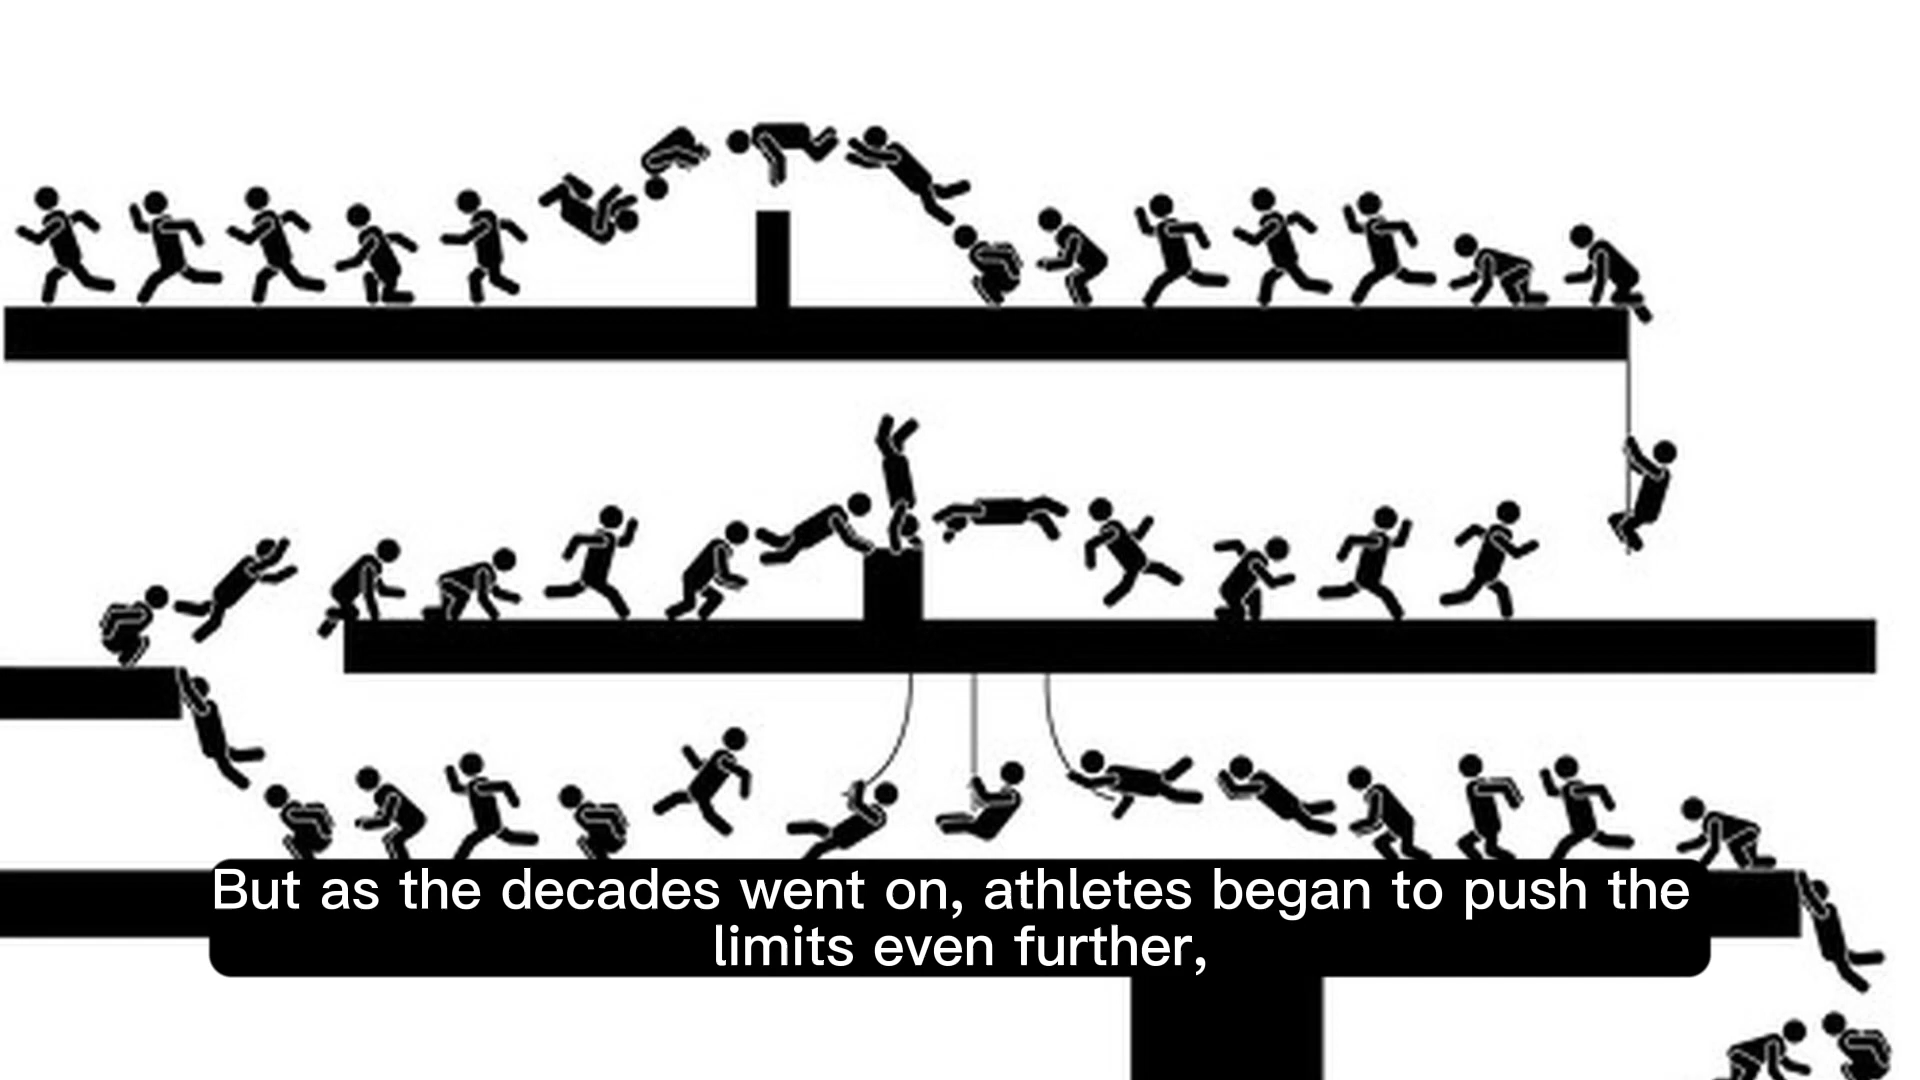 But as the decades went on, athletes began to push the
limits even further,